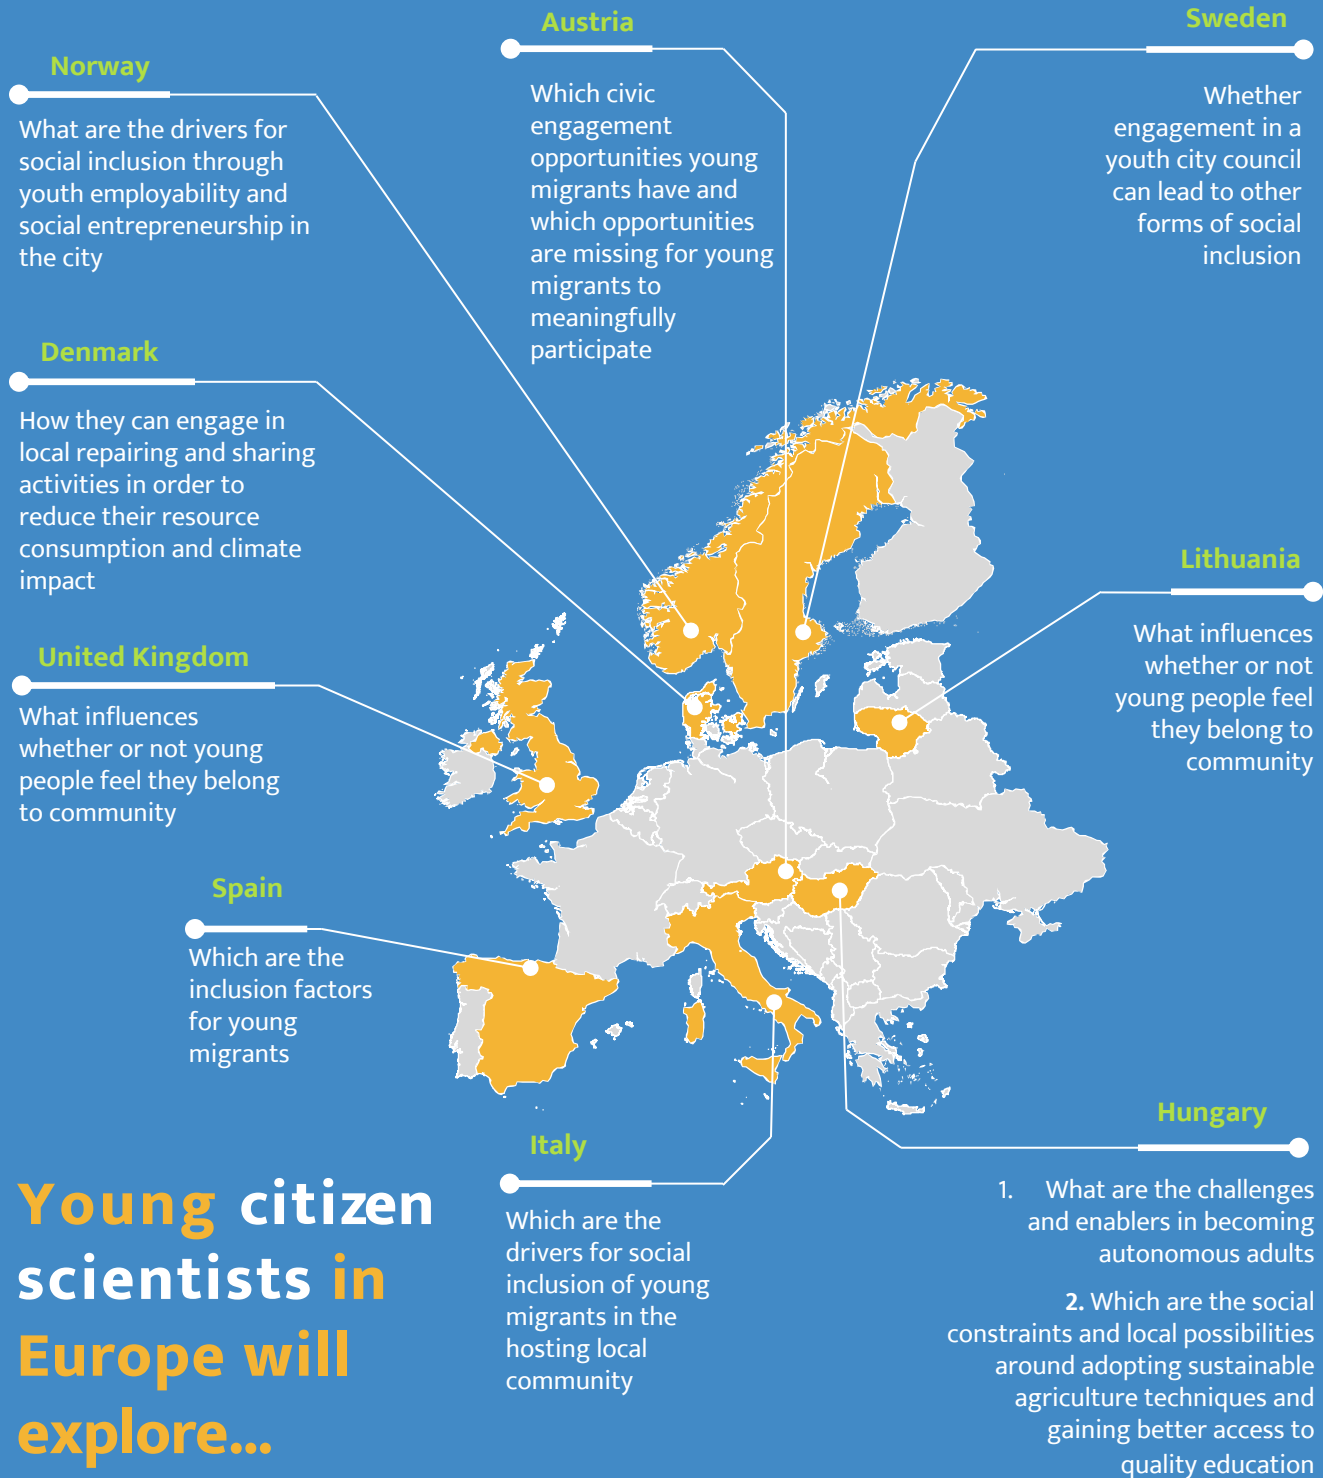 Norway
What are the drivers for
social inclusion through
youth employability and
social entrepreneurship in
the city
Austria
Which civic
engagement
opportunities young
migrants have and
which opportunities
are missing for young
migrants to
meaningfully
participate
Sweden
Whether
engagement in a
youth city council
can lead to other
forms of social
inclusion
Denmark
How they can engage in
local repairing and sharing
activities in order to
reduce their resource
consumption and climate
impact
Lithuania
What influences
whether or not
young people feel
they belong to
community
United Kingdom
What influences
whether or not young
people feel they belong
to community
Spain
Which are the
inclusion factors
for young
migrants
Italy
Which are the
drivers for social
inclusion of young
migrants in the
hosting local
community
Hungary
1. What are the challenges
and enablers in becoming
autonomous adults
2. Which are the social
constraints and local possibilities
around adopting sustainable
agriculture techniques and
gaining better access to
quality education
Young citizen
scientists in
Europe will
explore...